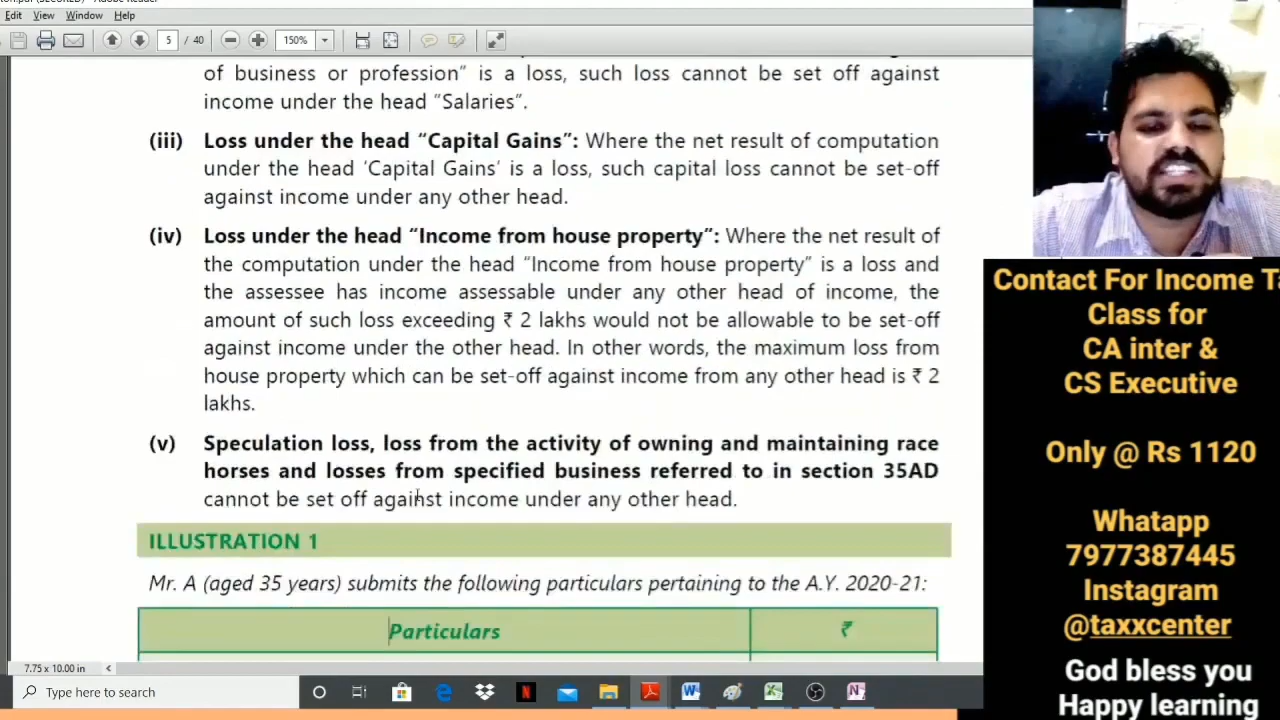 Edit View Window Help
5 / 40 150%
of business or profession” is a loss, such loss cannot be set off against
income under the head “Salaries”.
(iii) Loss under the head “Capital Gains”: Where the net result of computation
under the head ‘Capital Gains’ is a loss, such capital loss cannot be set-off
against income under any other head.
(iv) Loss under the head “Income from house property”: Where the net result of
the computation under the head “Income from house property” is a loss and
the assessee has income assessable under any other head of income, the
amount of such loss exceeding ₹ 2 lakhs would not be allowable to be set-off
against income under the other head. In other words, the maximum loss from
house property which can be set-off against income from any other head is ₹ 2
lakhs.
(v) Speculation loss, loss from the activity of owning and maintaining race
horses and losses from specified business referred to in section 35AD
cannot be set off against income under any other head.
ILLUSTRATION 1
Mr. A (aged 35 years) submits the following particulars pertaining to the A.Y. 2020-21:
Particulars ₹
7.75 x 10.00 in
Type here to search
Contact For Income
Class for
CA inter &
CS Executive
Only @ Rs 1120
Whatapp
7977387445
Instagram
@taxxcenter
God bless you
Happy learning